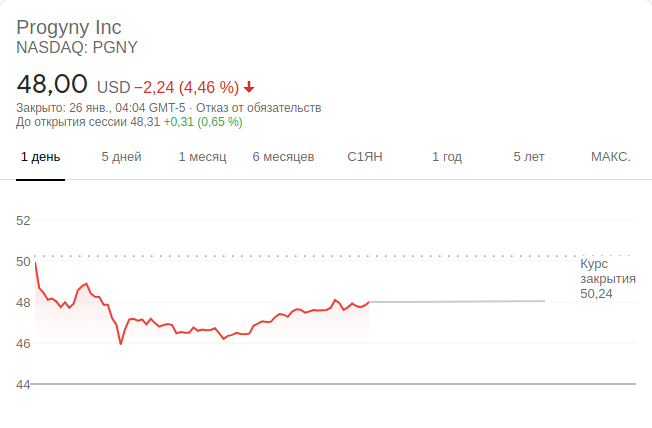 Progyny Inc
NASDAQ: PGNY
48,00 USD −2,24 (4,46 %)
Закрыто: 26 янв., 04:04 GMT-5 · Отказ от обязательств
До открытия сессии 48,31 +0,31 (0,65 %)
1 день 5 дней 1 месяц 6 месяцев С1ЯН 1 год 5 лет МАКС.
52
50
Курс
закрытия
50,24
48
46
44